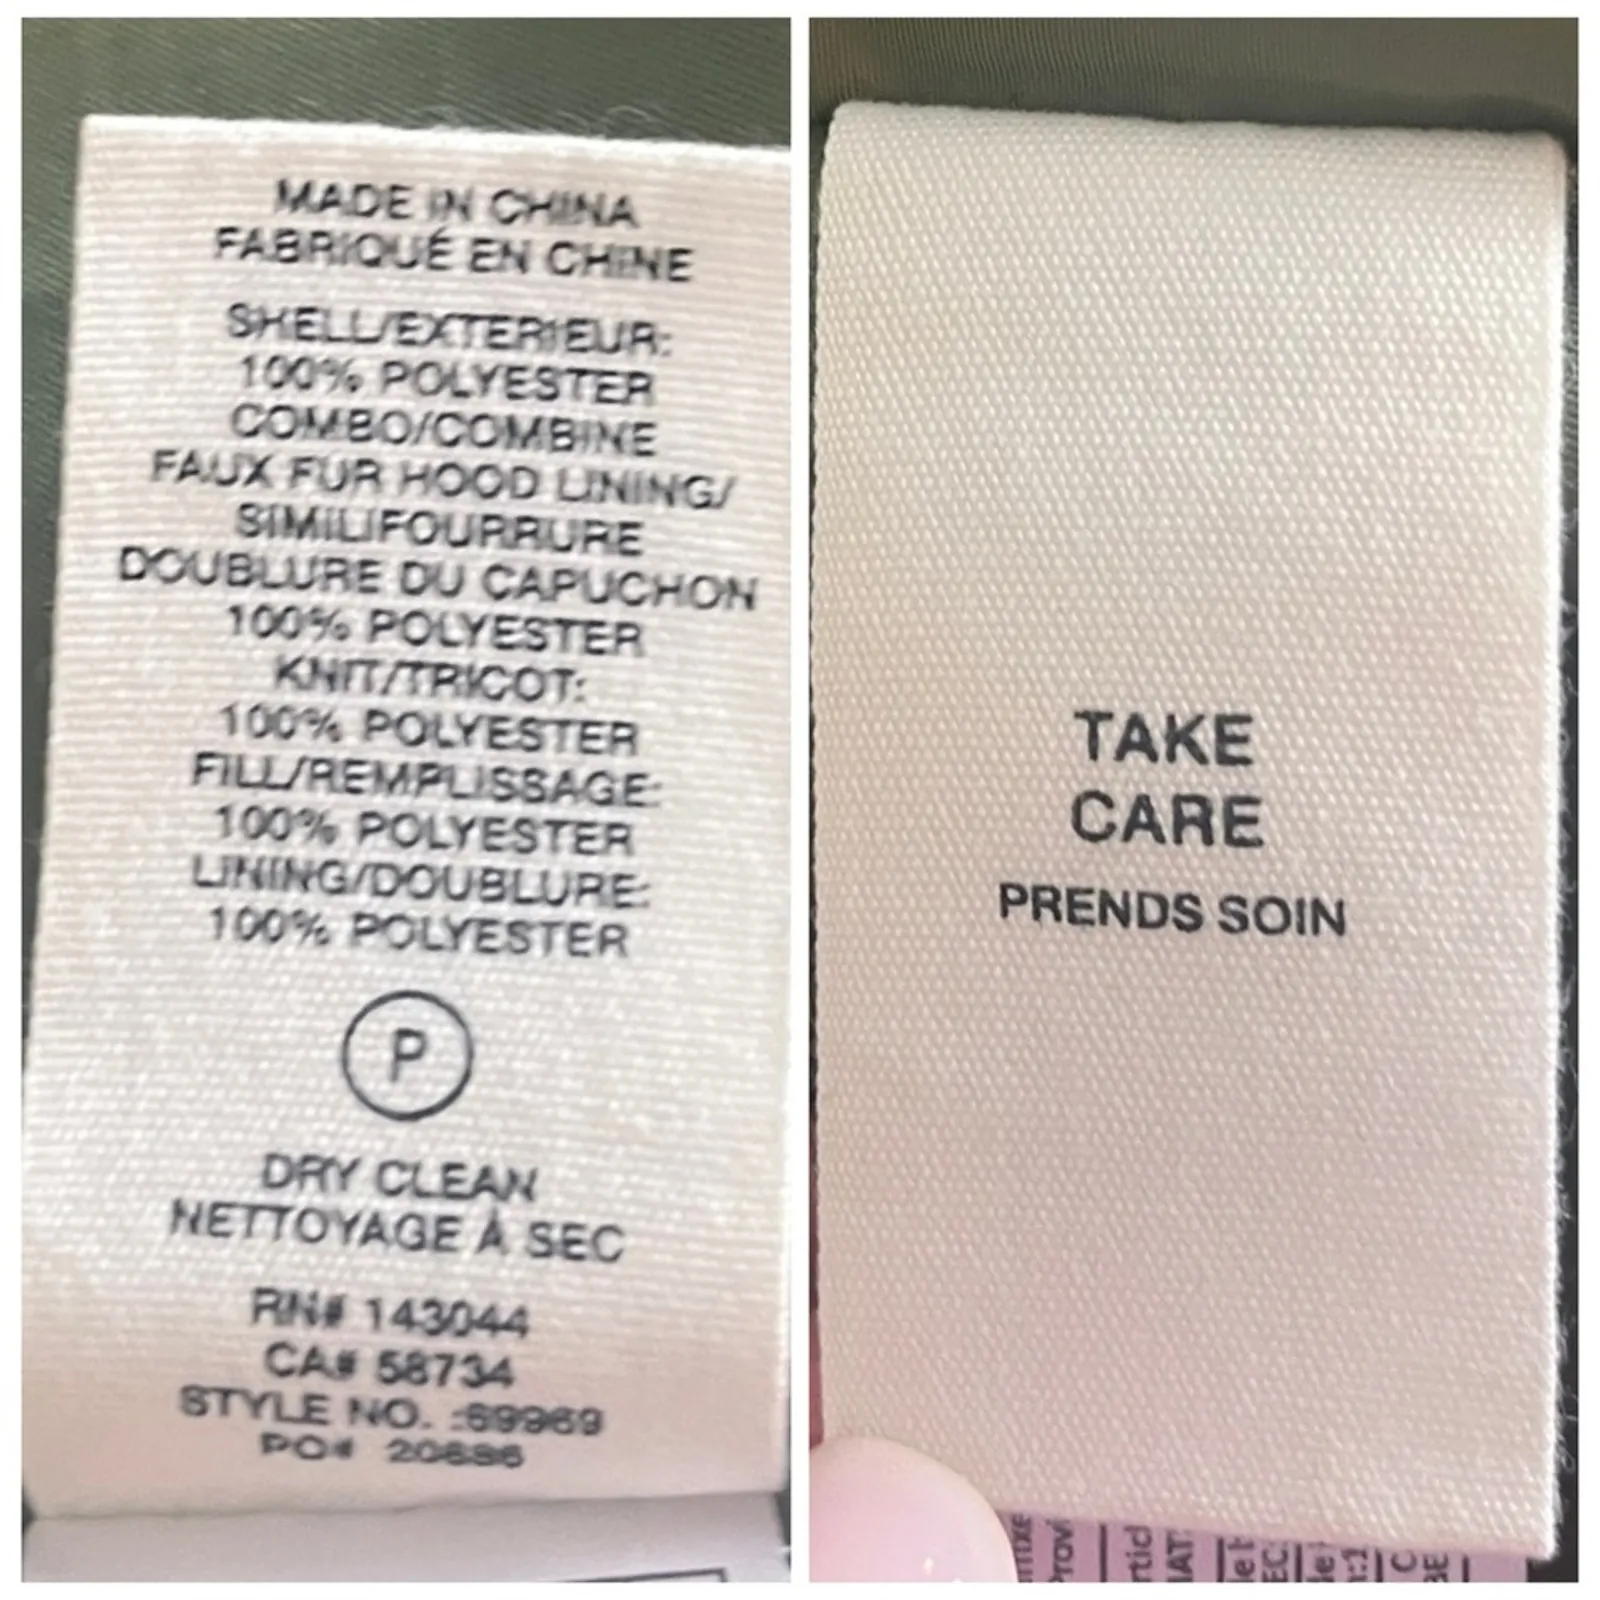 MADE IN CHINA
FABRIQUÉ EN CHINE
SHELL/EXTERIEUR:
100% POLYESTER
COMBO/COMBINE
FAUX FUR HOOD LINING/
SIMILIFOURRURE
DOUBLURE DU CAPUCHON
100% POLYESTER
KNIT/TRICOT:
100% POLYESTER
FILL/REMPLISSAGE:
100% POLYESTER
LINING/DOUBLURE:
100% POLYESTER
P
DRY CLEAN
NETTOYAGE À SEC
RN# 143044
CA# 58734
STYLE NO. :
PO#
TAKE
CARE
PRENDS SOIN